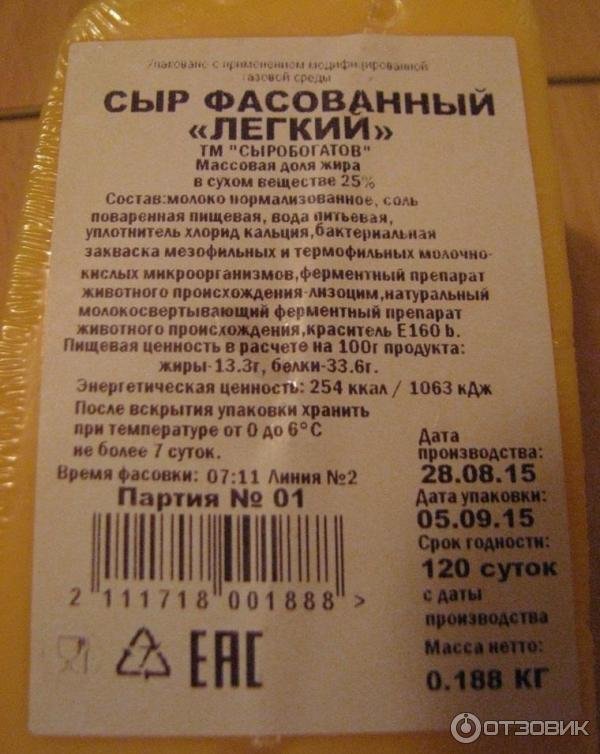 Упаковано с применением модифицированной
газовой среды
СЫР ФАСОВАННЫЙ
«ЛЕГКИЙ»
ТМ "СЫРОБОГАТОВ"
Массовая доля жира
в сухом веществе 25%
Состав:молоко нормализованное, соль
поваренная пищевая, вода питьевая,
уплотнитель хлорид кальция,бактериальная
закваска мезофильных и термофильных молочно-
кислых микроорганизмов,ферментный препарат
животного происхождения-лизоцим,натуральный
молокосвертывающий ферментный препарат
животного происхождения,краситель Е160 b.
Пищевая ценность в расчете на 100г продукта:
жиры-13.3г, белки-33.6г.
Энергетическая ценность: 254 ккал / 1063 кДж
После вскрытия упаковки хранить
при температуре от 0 до 6°С
не более 7 суток.
Время фасовки: 07:11 Линия №2
Партия № 01
2 111718 001888 >
ЕАС
Дата
производства:
28.08.15
Дата упаковки:
05.09.15
Срок годности:
120 суток
с даты
производства
Масса нетто:
0.188 КГ
ОТЗОВИК